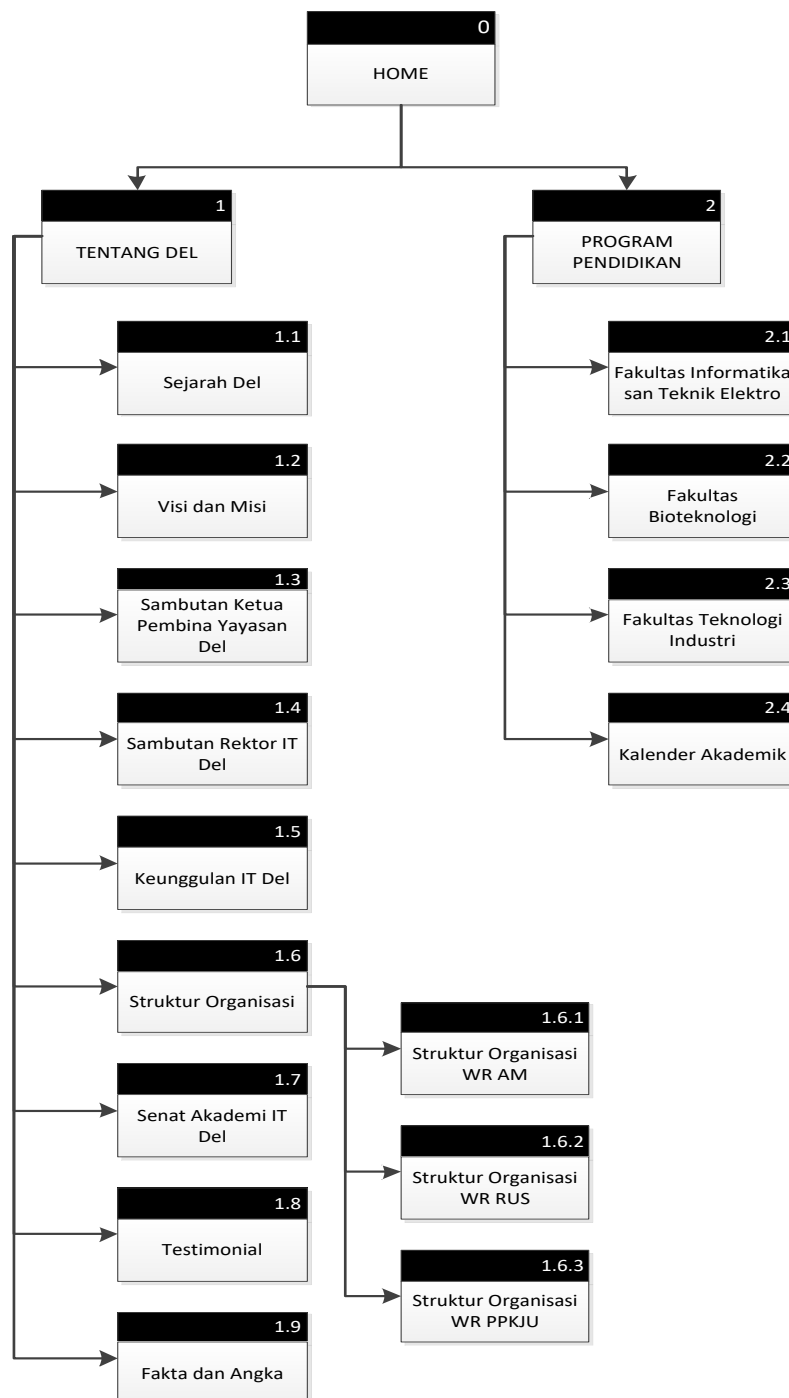 0
HOME
1
TENTANG DEL
2
PROGRAM
PENDIDIKAN
1.1
Sejarah Del
1.2
Visi dan Misi
1.3
Sambutan Ketua
Pembina Yayasan
Del
1.4
Sambutan Rektor IT
Del
1.5
Keunggulan IT Del
1.6
Struktur Organisasi
1.6.1
Struktur Organisasi
WR AM
1.6.2
Struktur Organisasi
WR RUS
1.6.3
Struktur Organisasi
WR PPKJU
1.7
Senat Akademi IT
Del
1.8
Testimonial
1.9
Fakta dan Angka
2.1
Fakultas Informatika
san Teknik Elektro
2.2
Fakultas
Bioteknologi
2.3
Fakultas Teknologi
Industri
2.4
Kalender Akademik